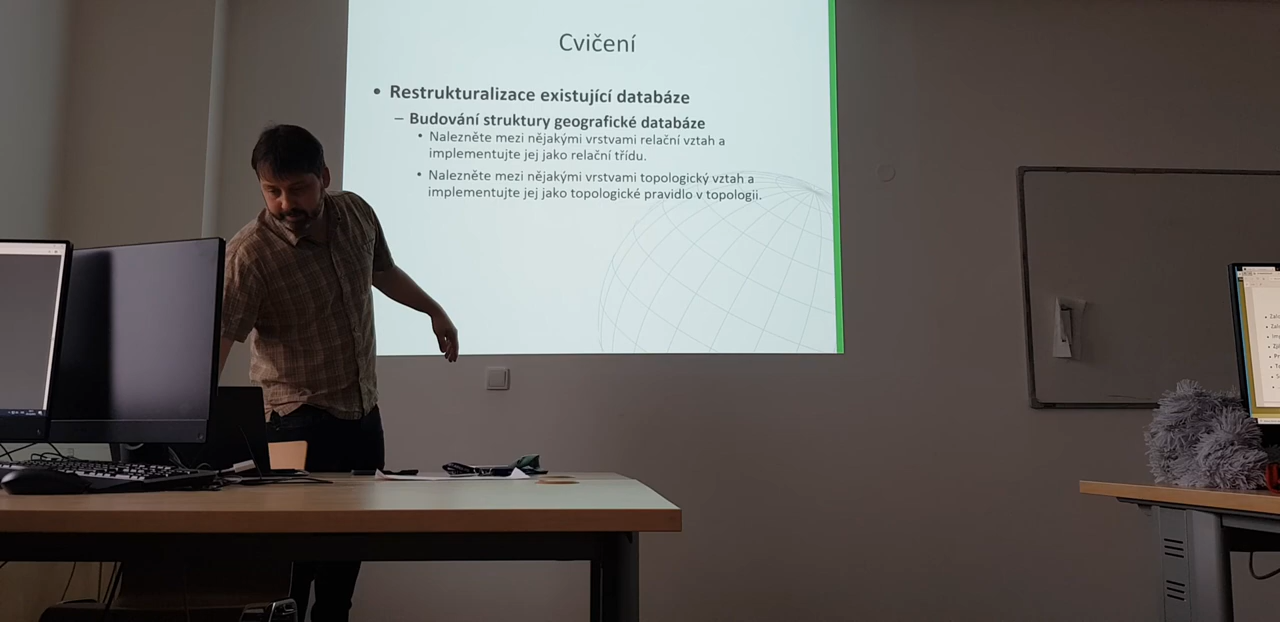 Cvičení
• Restrukturalizace existující databáze
– Budování struktury geografické databáze
• Nalezněte mezi nějakými vrstvami relační vztah a
implementujte jej jako relační třídu.
• Nalezněte mezi nějakými vrstvami topologický vztah a
implementujte jej jako topologické pravidlo v topologii.